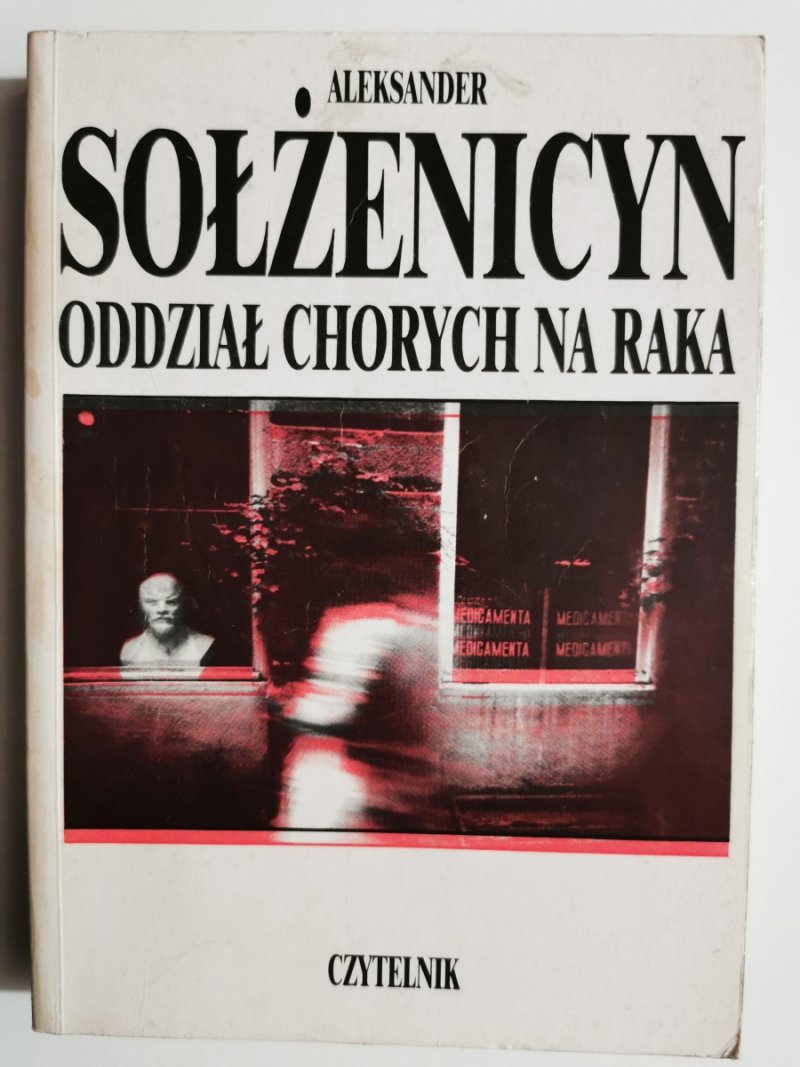 ALEKSANDER
SOŁŻENICYN
ODDZIAŁ CHORYCH NA RAKA
MEDICAMENTA MEDICAMENTA
MEDICAMENTA MEDICAMENTA
CZYTELNIK